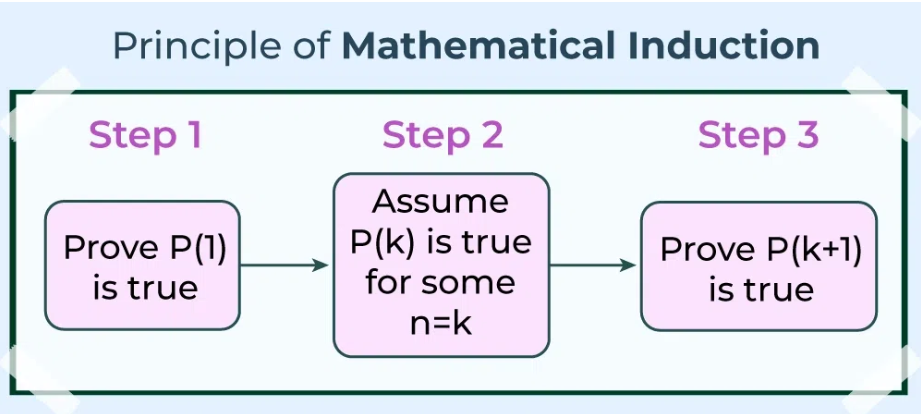 Principle of Mathematical Induction
Step 1
Prove P(1)
is true
Step 2
Assume
P(k) is true
for some
n=k
Step 3
Prove P(k+1)
is true